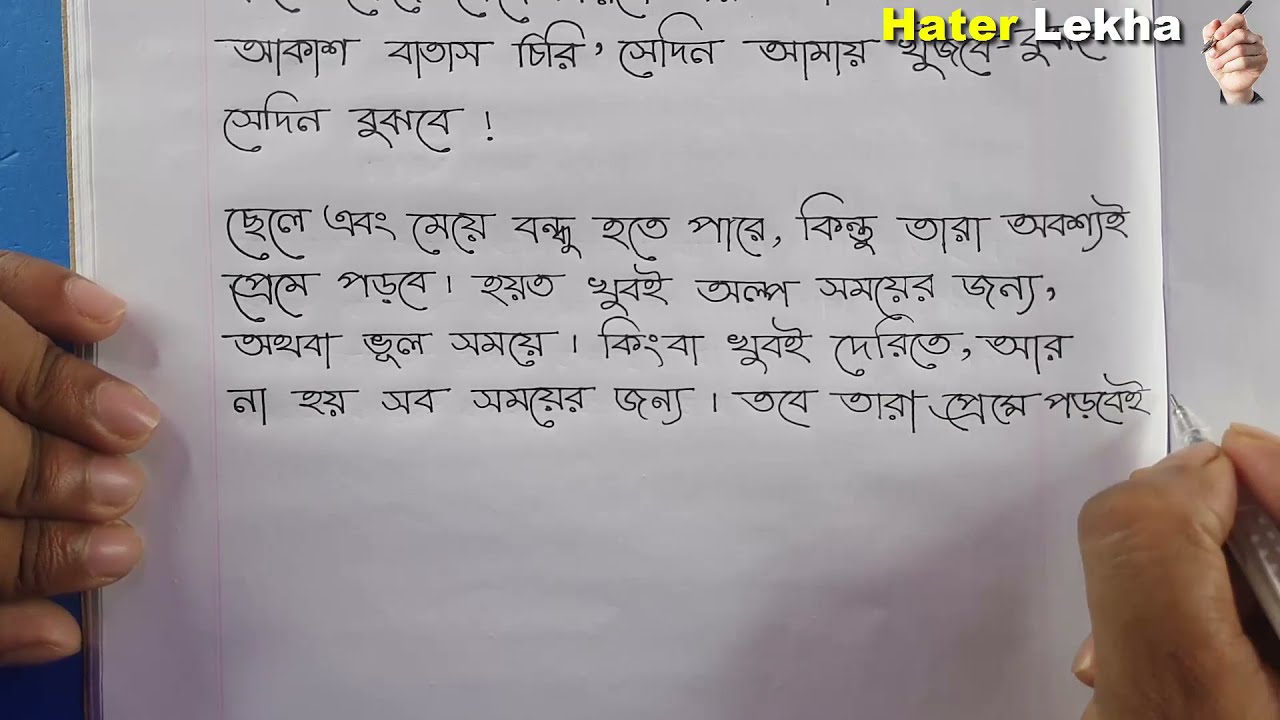 Hater Lekha
আকাশ বাতাস চিরি, সেদিন আমায় খুজবে-
সেদিন বুঝবে !
ছেলে এবং মেয়ে বন্ধু হতে পারে, কিন্তু তারা অবশ্যই
প্রেমে পড়বে। হয়ত খুবই অল্প সময়ের জন্য,
অথবা ভূল সময়ে। কিংবা খুবই দেরিতে, আর
না হয় সব সময়ের জন্য। তবে তারা প্রেমে পড়বেই